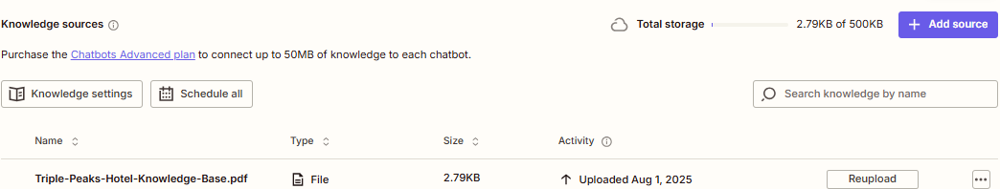 Knowledge sources Total storage 2.79KB of 500KB + Add source
Purchase the Chatbots Advanced plan to connect up to 50MB of knowledge to each chatbot.
Knowledge settings Schedule all Search knowledge by name
Name Type Size Activity
Triple-Peaks-Hotel-Knowledge-Base.pdf File 2.79KB Uploaded Aug 1, 2025 Reupload